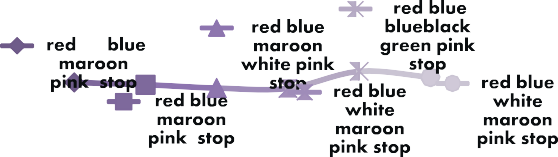 red blue
maroon
pink stop
red blue
maroon
pink stop
red blue
maroon
white pink
stop
red blue
white
maroon
pink stop
red blue
blueblack
green pink
stop
red blue
white
maroon
pink stop